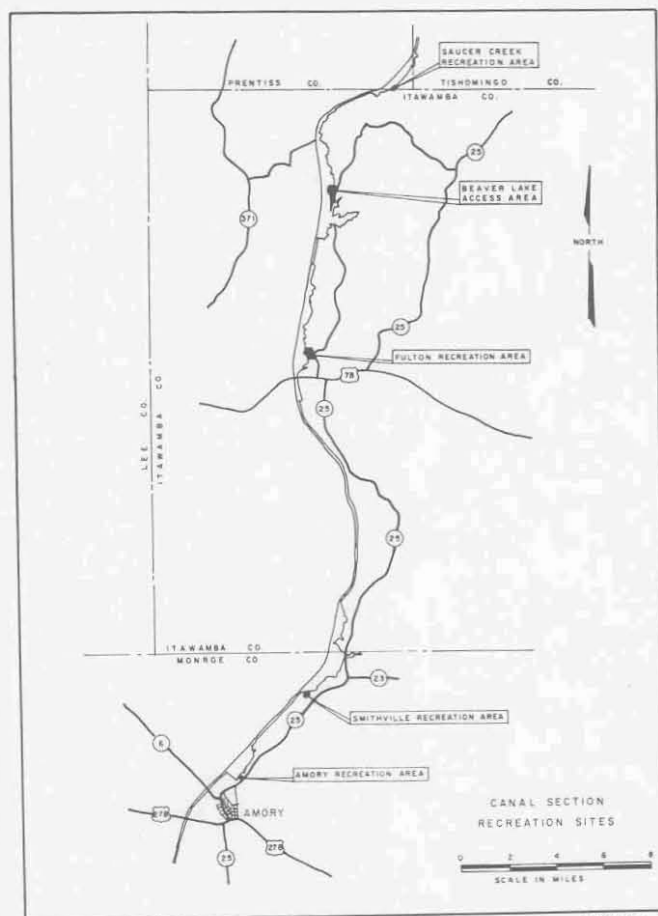 SAUCER CREEK
RECREATION AREA
PRENTISS CO.
TISHOMINGO CO.
ITAWAMBA CO.
25
BEAVER LAKE
ACCESS AREA
371
NORTH
25
FULTON RECREATION AREA
78
25
LEE CO.
ITAWAMBA CO
25
ITAWAMBA CO.
MONROE CO
23
SMITHVILLE RECREATION AREA
25
6
AMORY RECREATION AREA
278
AMORY
278
25
CANAL SECTION
RECREATION SITES
0 2 4 6 8
SCALE IN MILES